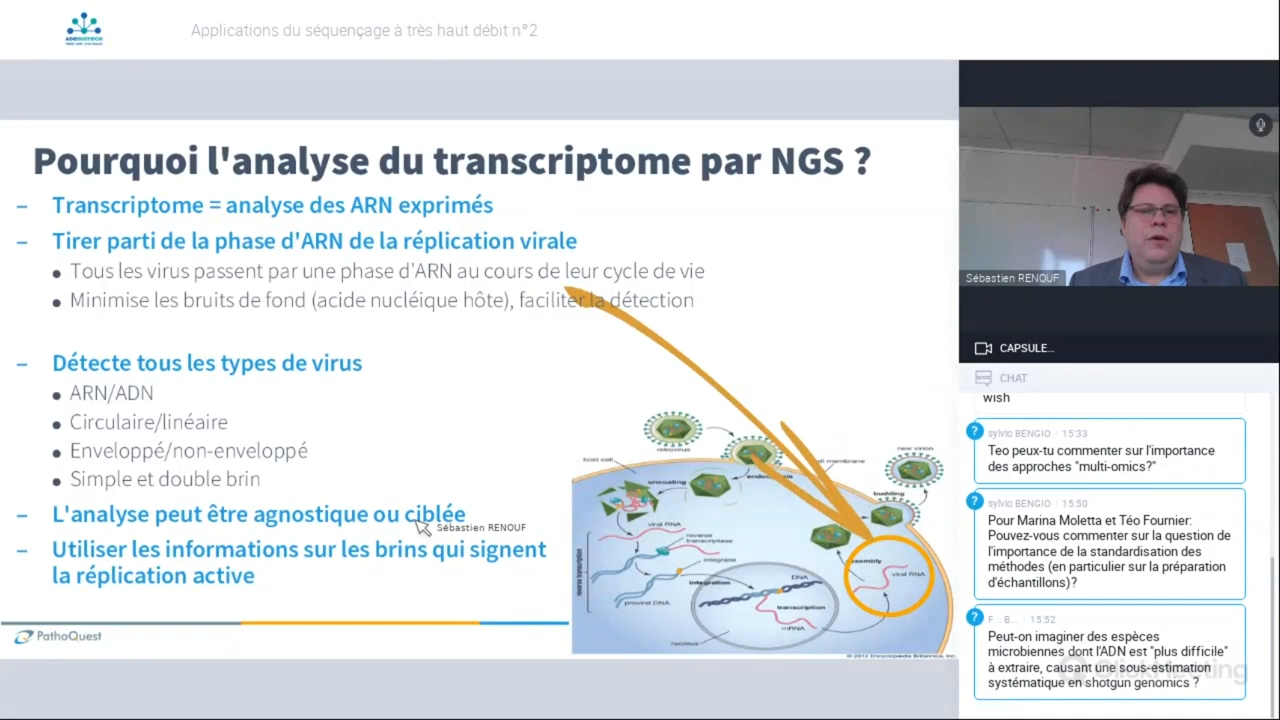 ADEBIOTECH
Applications du séquençage à très haut débit n°2
Pourquoi l'analyse du transcriptome par NGS ?
– Transcriptome = analyse des ARN exprimés
– Tirer parti de la phase d'ARN de la réplication virale
• Tous les virus passent par une phase d'ARN au cours de leur cycle de vie
• Minimise les bruits de fond (acide nucléique hôte), faciliter la détection
– Détecte tous les types de virus
• ARN/ADN
• Circulaire/linéaire
• Enveloppé/non-enveloppé
• Simple et double brin
– L'analyse peut être agnostique ou ciblée
Sébastien RENOUF
– Utiliser les informations sur les brins qui signent
la réplication active
PathoQuest
retrovirus
new virion
host cell
cell membrane
uncoating
endocytosis
budding
viral RNA
reverse
transcriptase
integrase
assembly
viral RNA
integration
DNA
proviral DNA
transcription
mRNA
nucleus
© 2012 Encyclopædia Britannica, Inc.
Sébastien RENOUF
CAPSULE...
CHAT
wish
? sylvio BENGIO 15:33
Teo peux-tu commenter sur l'importance
des approches "multi-omics?"
? sylvio BENGIO 15:50
Pour Marina Moletta et Téo Fournier:
Pouvez-vous commenter sur la question de
l'importance de la standardisation des
méthodes (en particulier sur la préparation
d'échantillons)?
? F... B... 15:52
Peut-on imaginer des espèces
microbiennes dont l'ADN est "plus difficile"
à extraire, causant une sous-estimation
systématique en shotgun genomics ?
ClickMeeting